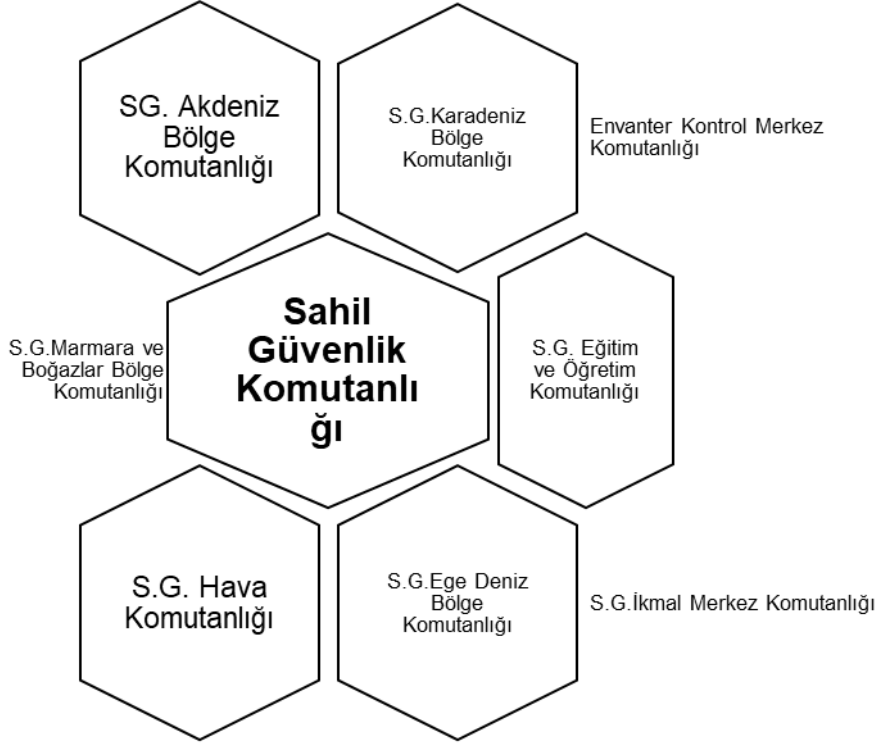 SG. Akdeniz
Bölge
Komutanlığı
S.G.Karadeniz
Bölge
Komutanlığı
Envanter Kontrol Merkez
Komutanlığı
S.G.Marmara ve
Boğazlar Bölge
Komutanlığı
Sahil
Güvenlik
Komutanlı
ğı
S.G. Eğitim
ve Öğretim
Komutanlığı
S.G. Hava
Komutanlığı
S.G.Ege Deniz
Bölge
Komutanlığı
S.G.İkmal Merkez Komutanlığı